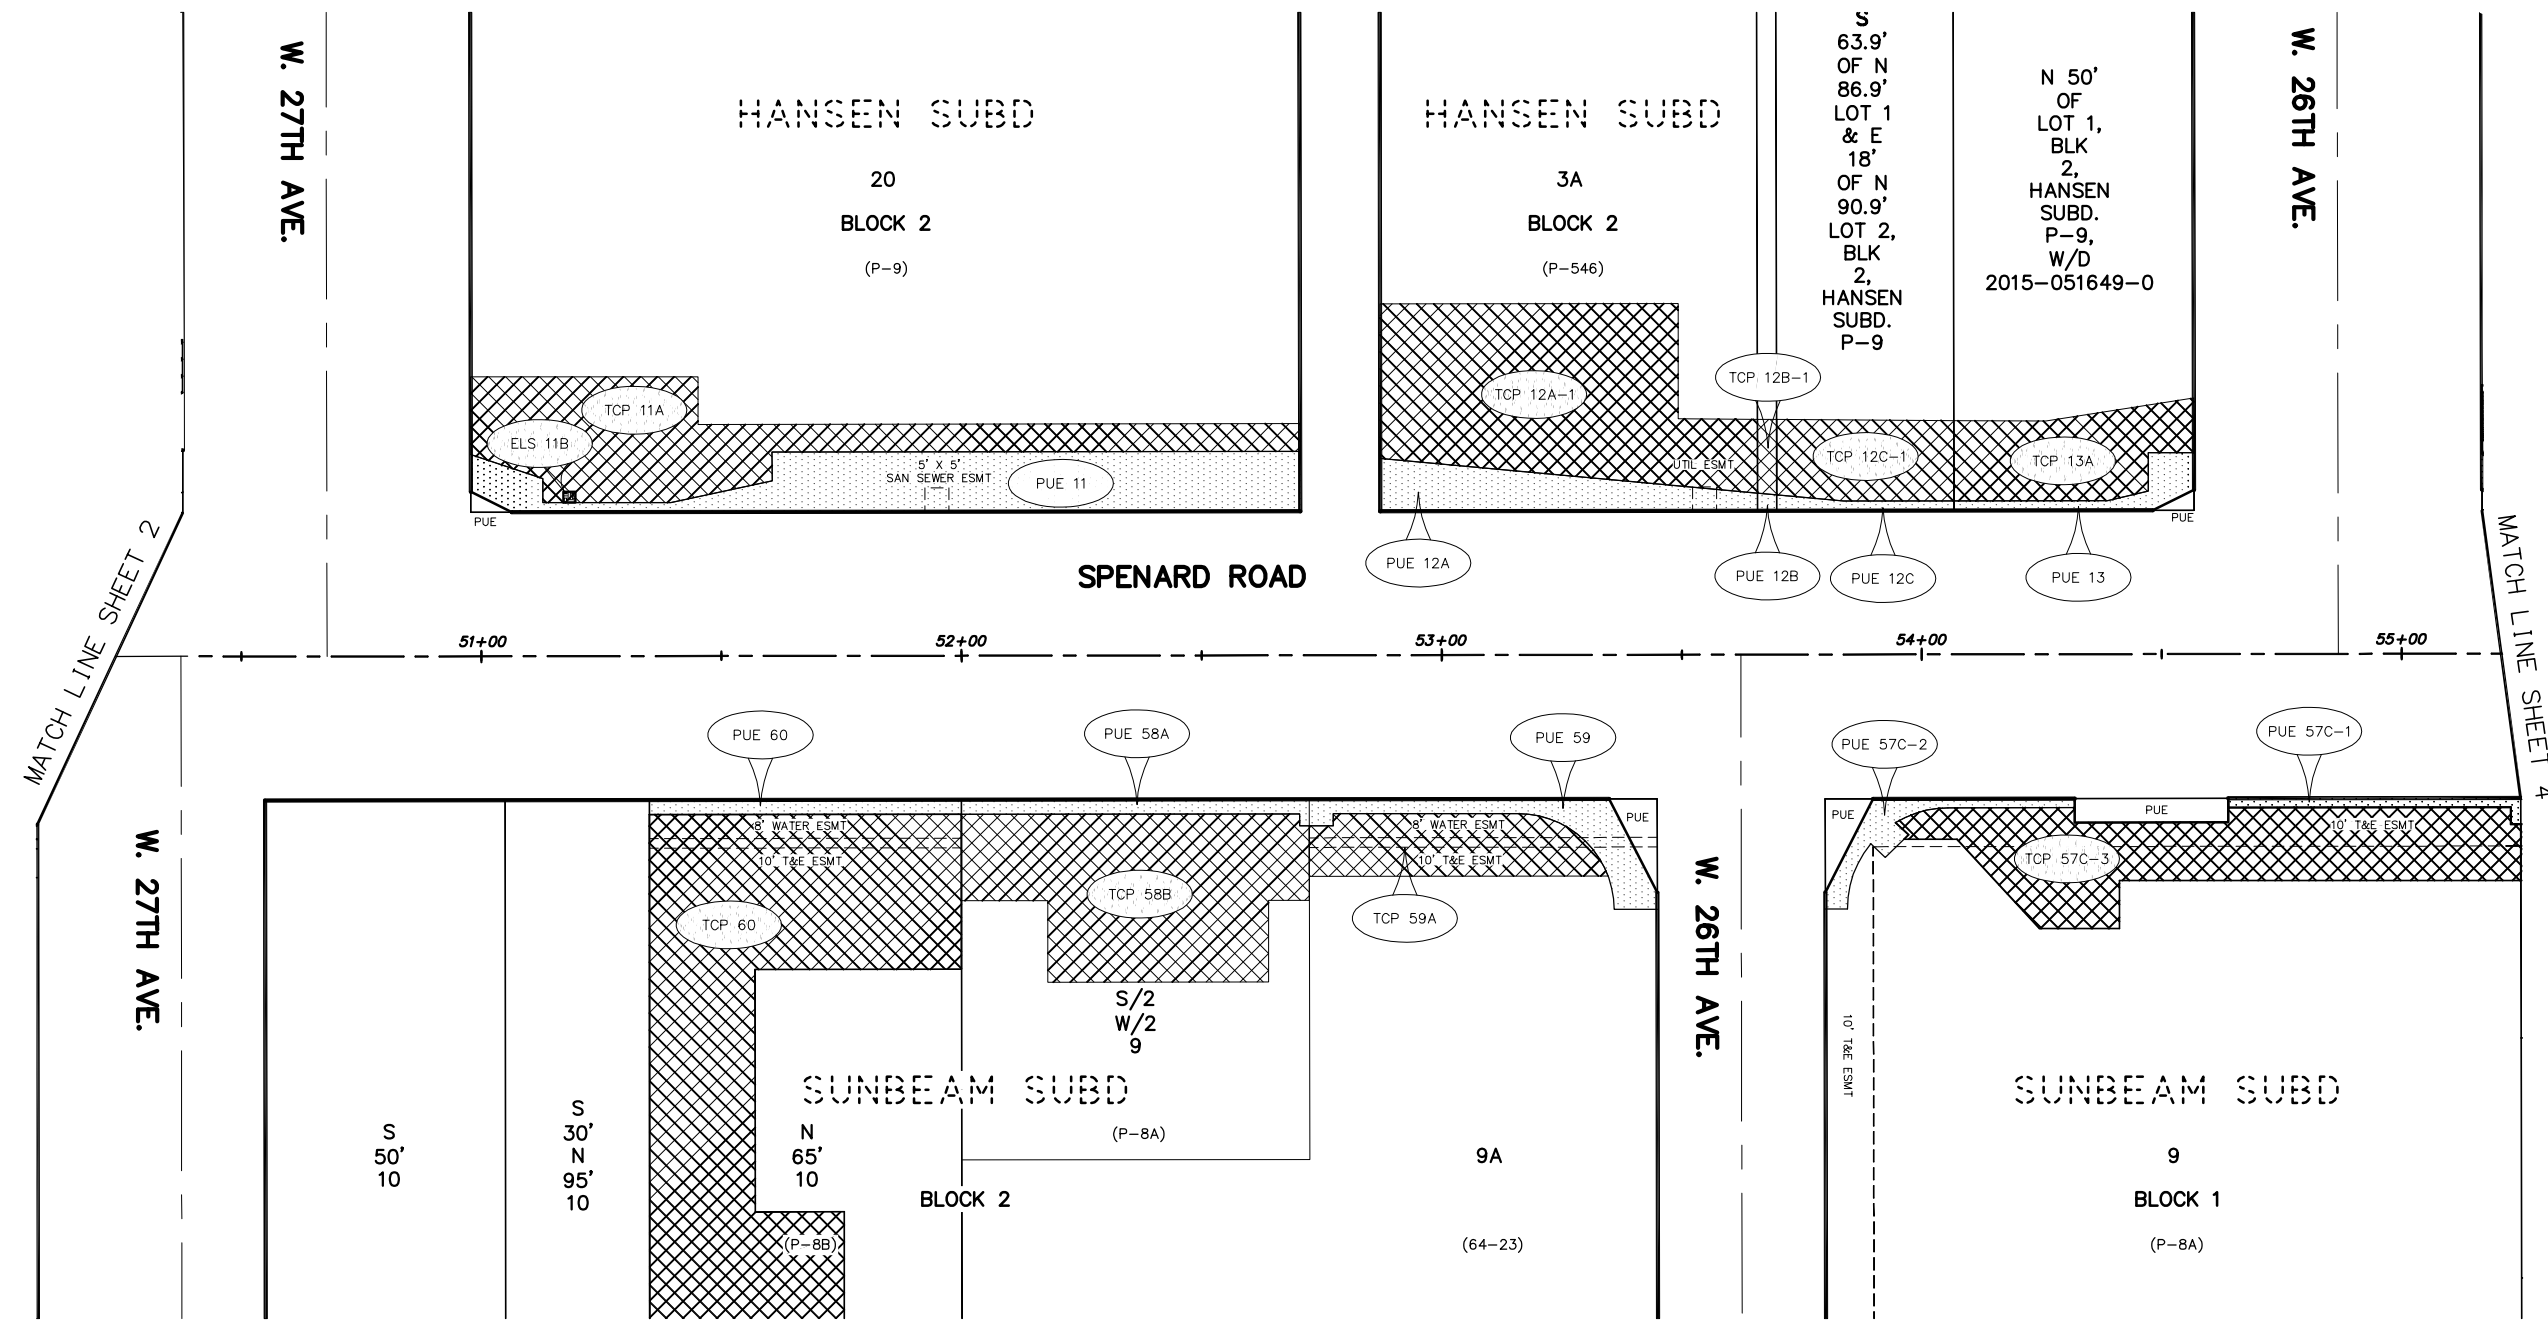 W. 27TH AVE.
HANSEN SUBD
20
BLOCK 2
(P-9)
HANSEN SUBD
3A
BLOCK 2
(P-546)
S
63.9'
OF N
86.9'
LOT 1
& E
18'
OF N
90.9'
LOT 2,
BLK
2,
HANSEN
SUBD.
P-9
N 50'
OF
LOT 1,
BLK
2,
HANSEN
SUBD.
P-9,
W/D
2015-051649-0
W. 26TH AVE.
TCP 11A
ELS 11B
5' X 5'
SAN SEWER ESMT
PUE 11
PUE
TCP 12A-1
TCP 12B-1
UTIL ESMT
TCP 12C-1
TCP 13A
PUE
MATCH LINE SHEET 2
SPENARD ROAD
PUE 12A
PUE 12B
PUE 12C
PUE 13
MATCH LINE SHEET 4
51+00
52+00
53+00
54+00
55+00
PUE 60
PUE 58A
PUE 59
PUE 57C-2
PUE 57C-1
8' WATER ESMT
10' T&E ESMT
8' WATER ESMT
10' T&E ESMT
PUE
PUE
PUE
10' T&E ESMT
TCP 60
TCP 58B
TCP 59A
TCP 57C-3
W. 27TH AVE.
W. 26TH AVE.
10' T&E ESMT
S/2
W/2
9
SUNBEAM SUBD
(P-8A)
S
50'
10
S
30'
N
95'
10
N
65'
10
BLOCK 2
(P-8B)
9A
(64-23)
SUNBEAM SUBD
9
BLOCK 1
(P-8A)